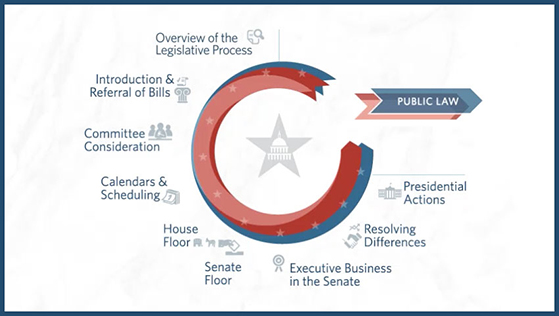 Overview of the
Legislative Process
Introduction &
Referral of Bills
Committee
Consideration
Calendars &
Scheduling
House
Floor
Senate
Floor
Executive Business
in the Senate
Resolving
Differences
Presidential
Actions
PUBLIC LAW